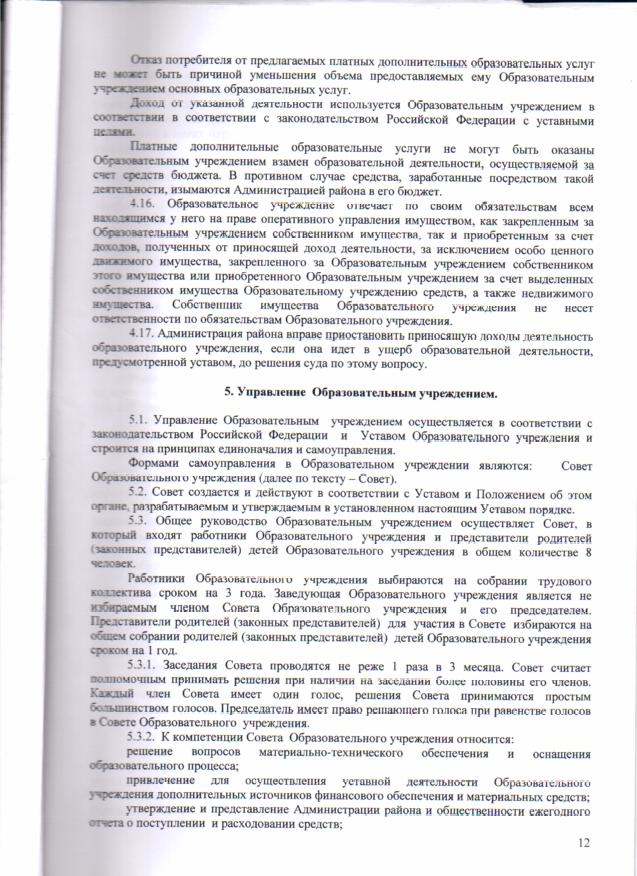 Отказ потребителя от предлагаемых платных дополнительных образовательных услуг
не может быть причиной уменьшения объема предоставляемых ему Образовательным
учреждением основных образовательных услуг.
Доход от указанной деятельности используется Образовательным учреждением в
соответствии в соответствии с законодательством Российской Федерации с уставными
целями.
Платные дополнительные образовательные услуги не могут быть оказаны
Образовательным учреждением взамен образовательной деятельности, осуществляемой за
счет средств бюджета. В противном случае средства, заработанные посредством такой
деятельности, изымаются Администрацией района в его бюджет.
4.16. Образовательное учреждение отвечает по своим обязательствам всем
находящимся у него на праве оперативного управления имуществом, как закрепленным за
Образовательным учреждением собственником имущества, так и приобретенным за счет
доходов, полученных от приносящей доход деятельности, за исключением особо ценного
движимого имущества, закрепленного за Образовательным учреждением собственником
этого имущества или приобретенного Образовательным учреждением за счет выделенных
собственником имущества Образовательному учреждению средств, а также недвижимого
имущества. Собственник имущества Образовательного учреждения не несет
ответственности по обязательствам Образовательного учреждения.
4.17. Администрация района вправе приостановить приносящую доходы деятельность
образовательного учреждения, если она идет в ущерб образовательной деятельности,
предусмотренной уставом, до решения суда по этому вопросу.
5. Управление Образовательным учреждением.
5.1. Управление Образовательным учреждением осуществляется в соответствии с
законодательством Российской Федерации и Уставом Образовательного учреждения и
строится на принципах единоначалия и самоуправления.
Формами самоуправления в Образовательном учреждении являются: Совет
Образовательного учреждения (далее по тексту – Совет).
5.2. Совет создается и действуют в соответствии с Уставом и Положением об этом
органе, разрабатываемым и утверждаемым в установленном настоящим Уставом порядке.
5.3. Общее руководство Образовательным учреждением осуществляет Совет, в
который входят работники Образовательного учреждения и представители родителей
(законных представителей) детей Образовательного учреждения в общем количестве 8
человек.
Работники Образовательного учреждения выбираются на собрании трудового
коллектива сроком на 3 года. Заведующая Образовательного учреждения является не
избираемым членом Совета Образовательного учреждения и его председателем.
Представители родителей (законных представителей) для участия в Совете избираются на
общем собрании родителей (законных представителей) детей Образовательного учреждения
сроком на 1 год.
5.3.1. Заседания Совета проводятся не реже 1 раза в 3 месяца. Совет считает
полномочным принимать решения при наличии на заседании более половины его членов.
Каждый член Совета имеет один голос, решения Совета принимаются простым
большинством голосов. Председатель имеет право решающего голоса при равенстве голосов
в Совете Образовательного учреждения.
5.3.2. К компетенции Совета Образовательного учреждения относится:
решение вопросов материально-технического обеспечения и оснащения
образовательного процесса;
привлечение для осуществления уставной деятельности Образовательного
учреждения дополнительных источников финансового обеспечения и материальных средств;
утверждение и представление Администрации района и общественности ежегодного
отчета о поступлении и расходовании средств;
12